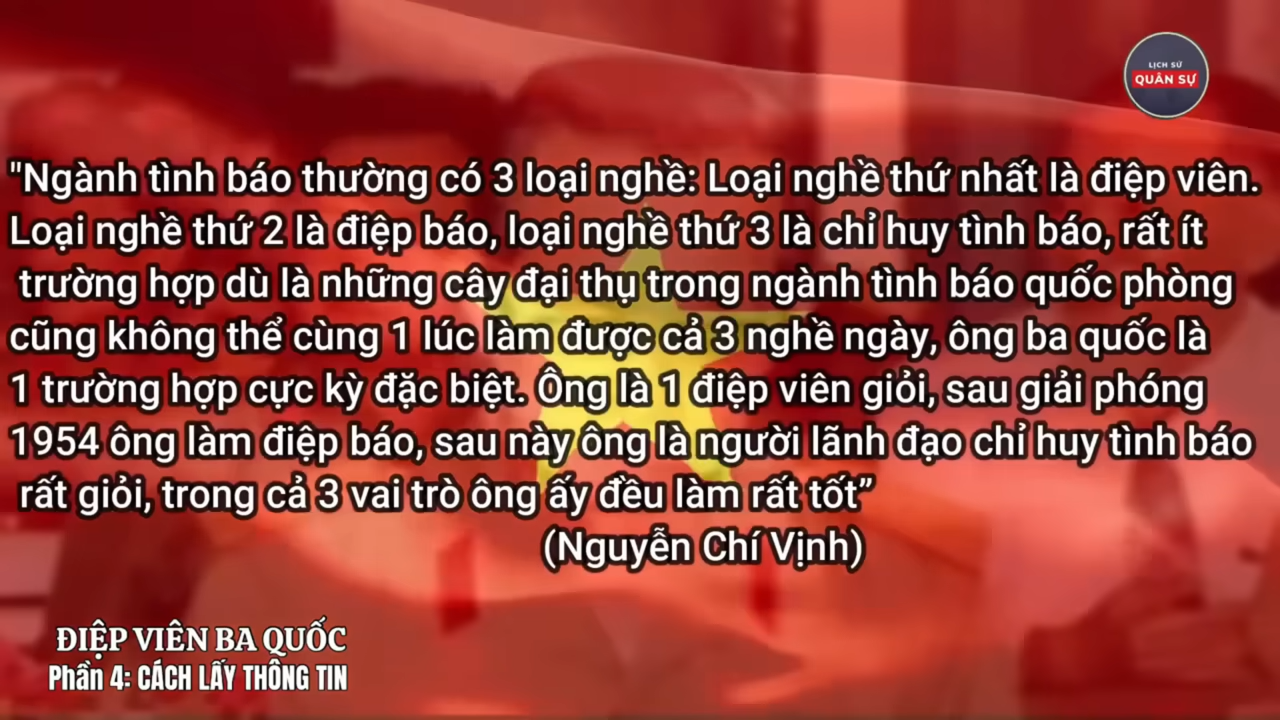 LỊCH SỬ
QUÂN SỰ
"Ngành tình báo thường có 3 loại nghề: Loại nghề thứ nhất là điệp viên.
Loại nghề thứ 2 là điệp báo, loại nghề thứ 3 là chỉ huy tình báo, rất ít
trường hợp dù là những cây đại thụ trong ngành tình báo quốc phòng
cũng không thể cùng 1 lúc làm được cả 3 nghề ngày, ông ba quốc là
1 trường hợp cực kỳ đặc biệt. Ông là 1 điệp viên giỏi, sau giải phóng
1954 ông làm điệp báo, sau này ông là người lãnh đạo chỉ huy tình báo
rất giỏi, trong cả 3 vai trò ông ấy đều làm rất tốt”
(Nguyễn Chí Vịnh)
ĐIỆP VIÊN BA QUỐC
Phần 4: CÁCH LẤY THÔNG TIN